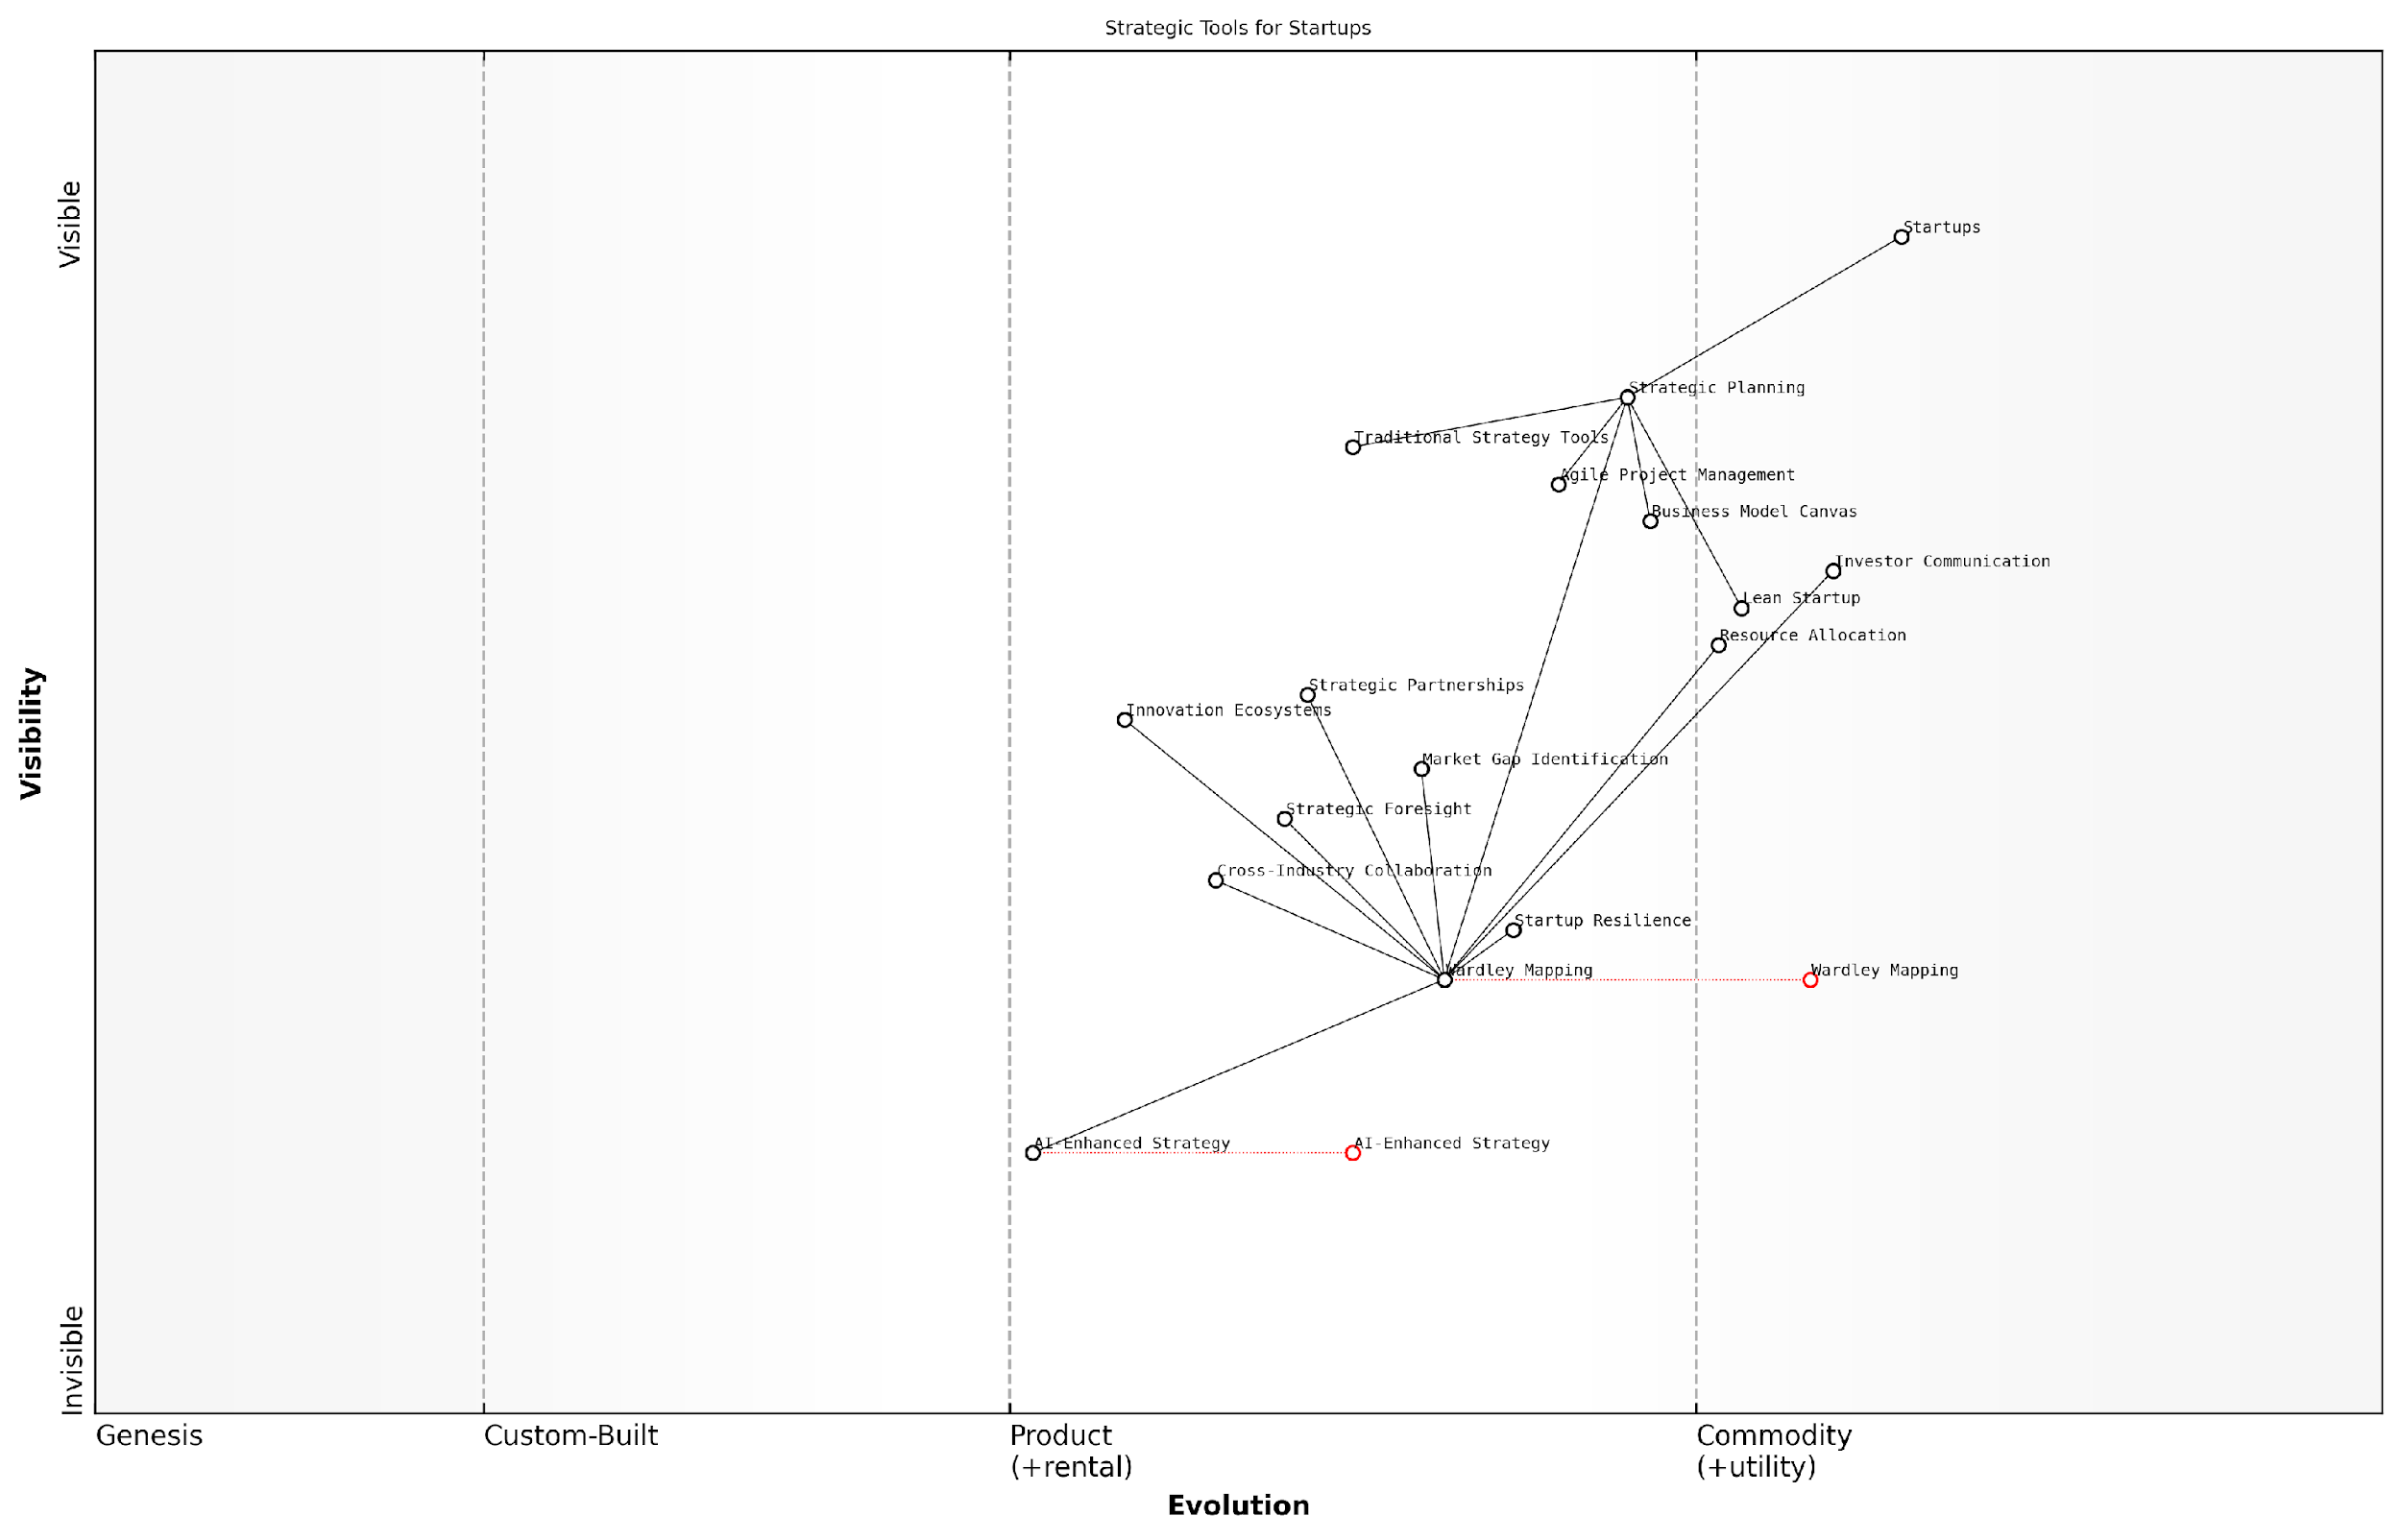 Strategic Tools for Startups
Visible
Startups
Strategic Planning
Traditional Strategy Tools
Agile Project Management
Business Model Canvas
Investor Communication
Lean Startup
Resource Allocation
Strategic Partnerships
Innovation Ecosystems
Visibility
Market Gap Identification
Strategic Foresight
Cross-Industry Collaboration
Startup Resilience
Wardley Mapping
Wardley Mapping
AI-Enhanced Strategy
AI-Enhanced Strategy
Invisible
Genesis
Custom-Built
Product
(+rental)
Commodity
(+utility)
Evolution